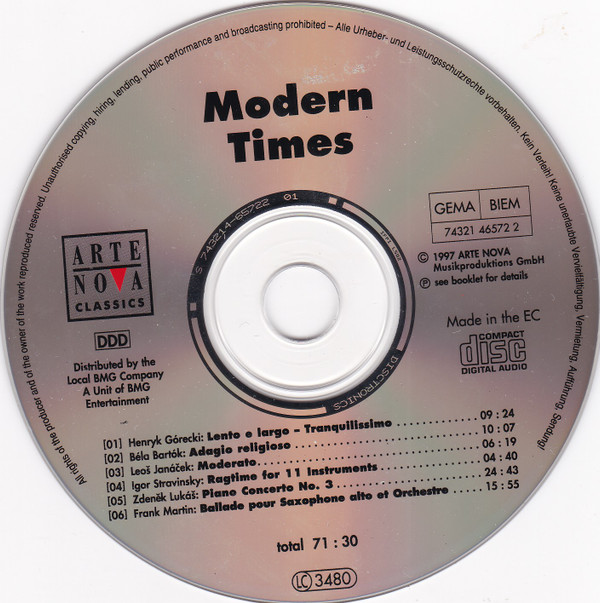 All rights of the producer and of the owner of the work reproduced reserved. Unauthorised copying, hiring, lending, public performance and broadcasting prohibited – Alle Urheber- und Leistungsschutzrechte vorbehalten. Kein Verleih! Keine unerlaubte Vervielfältigung, Vermietung, Aufführung, Sendung!
Modern
Times
S 743214-65722 01
DISCTRONICS
GEMA BIEM
74321 46572 2
© 1997 ARTE NOVA
Musikproduktions GmbH
℗ see booklet for details
ARTE
NOVA
CLASSICS
DDD
Distributed by the
Local BMG Company
A Unit of BMG
Entertainment
Made in the EC
COMPACT
disc
DIGITAL AUDIO
[01] Henryk Górecki: Lento e largo – Tranquilissimo 09 : 24
[02] Béla Bartók: Adagio religioso 10 : 07
[03] Leoš Janáček: Moderato 06 : 19
[04] Igor Stravinsky: Ragtime for 11 Instruments 04 : 40
[05] Zdeněk Lukáš: Piano Concerto No. 3 24 : 43
[06] Frank Martin: Ballade pour Saxophone alto et Orchestre 15 : 55
total 71 : 30
LC 3480